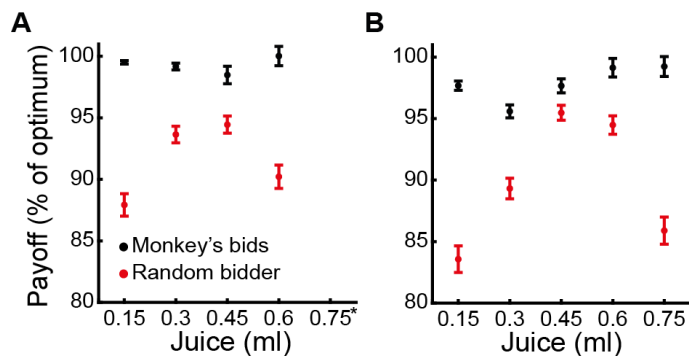 A
B
Payoff (% of optimum)
100
95
90
85
80
Monkey's bids
Random bidder
0.15 0.3 0.45 0.6 0.75*
Juice (ml)
100
95
90
85
80
0.15 0.3 0.45 0.6 0.75
Juice (ml)